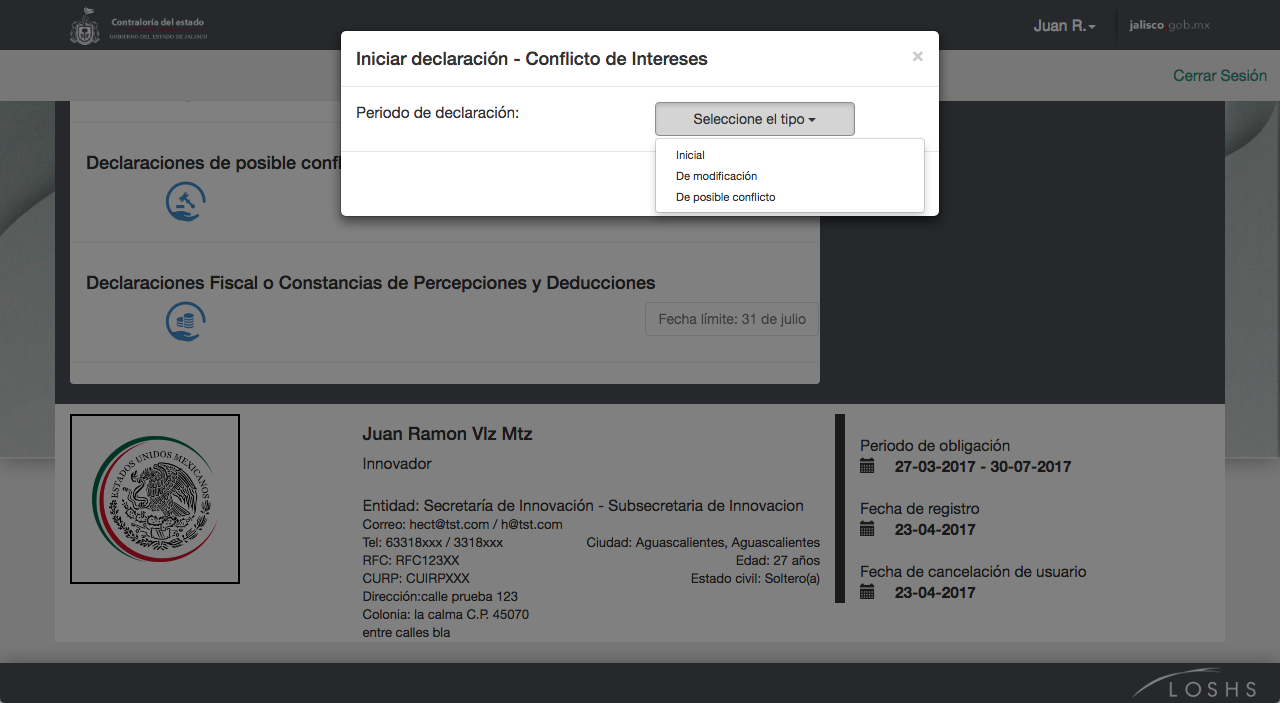 Contraloría del estado
GOBIERNO DEL ESTADO DE JALISCO
Juan R.
jalisco gob.mx
Cerrar Sesión
Iniciar declaración - Conflicto de Intereses
×
Periodo de declaración:
Seleccione el tipo
Inicial
De modificación
De posible conflicto
Declaraciones de posible confl
Declaraciones Fiscal o Constancias de Percepciones y Deducciones
Fecha límite: 31 de julio
ESTADOS UNIDOS MEXICANOS
Juan Ramon Vlz Mtz
Innovador
Entidad: Secretaría de Innovación - Subsecretaria de Innovacion
Correo: hect@tst.com / h@tst.com
Tel: 63318xxx / 3318xxx
Ciudad: Aguascalientes, Aguascalientes
RFC: RFC123XX
Edad: 27 años
CURP: CUIRPXXX
Estado civil: Soltero(a)
Dirección:calle prueba 123
Colonia: la calma C.P. 45070
entre calles bla
Periodo de obligación
27-03-2017 - 30-07-2017
Fecha de registro
23-04-2017
Fecha de cancelación de usuario
23-04-2017
LOSHS